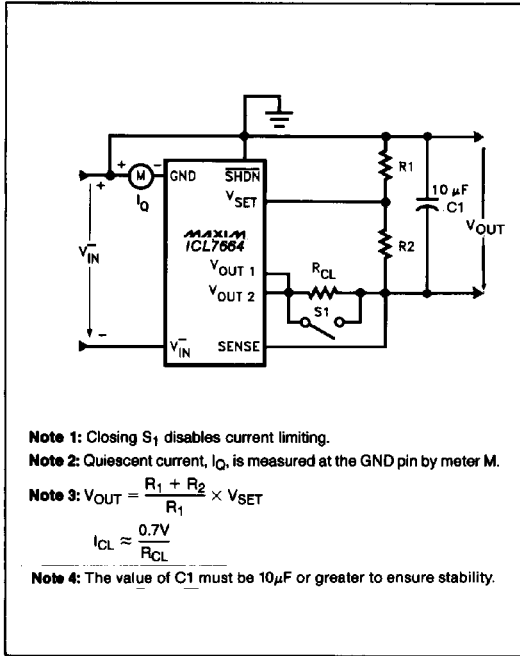 + M −
GND
SHDN
R1
+
IQ
VSET
10 µF
C1
MAXIM
ICL7664
R2
VOUT
VIN−
VOUT 1
RCL
VOUT 2
S1
−
VIN−
SENSE
Note 1: Closing S1 disables current limiting.
Note 2: Quiescent current, IQ, is measured at the GND pin by meter M.
Note 3: VOUT = (R1 + R2) / R1 × VSET
ICL ≈ 0.7V / RCL
Note 4: The value of C1 must be 10µF or greater to ensure stability.